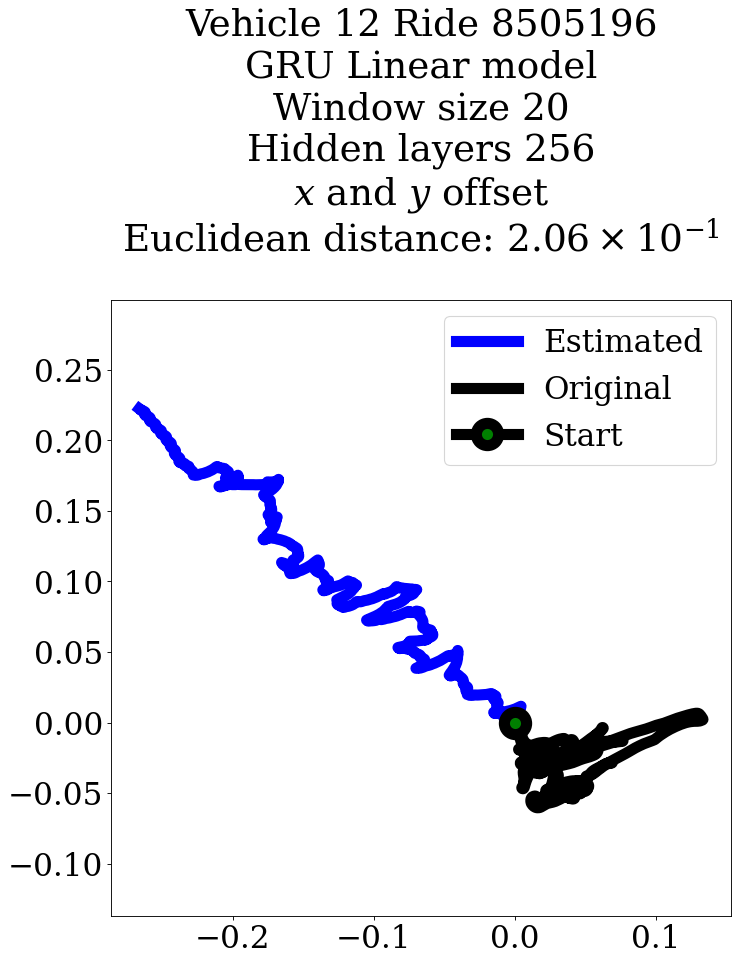 Vehicle 12 Ride 8505196
GRU Linear model
Window size 20
Hidden layers 256
x and y offset
Euclidean distance: 2.06 × 10⁻¹
Estimated
Original
Start
0.25
0.20
0.15
0.10
0.05
0.00
−0.05
−0.10
−0.2 −0.1 0.0 0.1